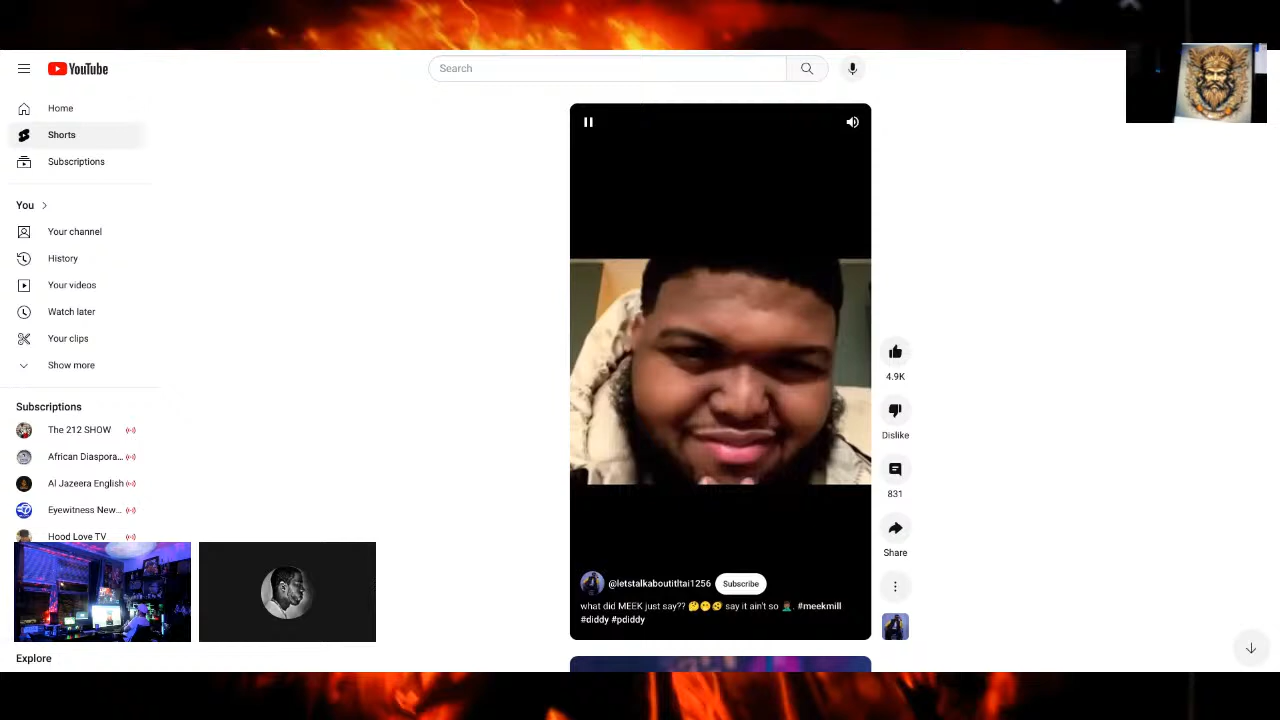 YouTube
Search
Home
Shorts
Subscriptions
You
Your channel
History
Your videos
Watch later
Your clips
Show more
Subscriptions
The 212 SHOW
African Diaspora...
Al Jazeera English
Eyewitness New...
Hood Love TV
Explore
4.9K
Dislike
831
Share
@letstalkaboutitltai1256 Subscribe
what did MEEK just say?? 🤔🤭🥱 say it ain't so 🤦🏾‍♂️. #meekmill
#diddy #pdiddy